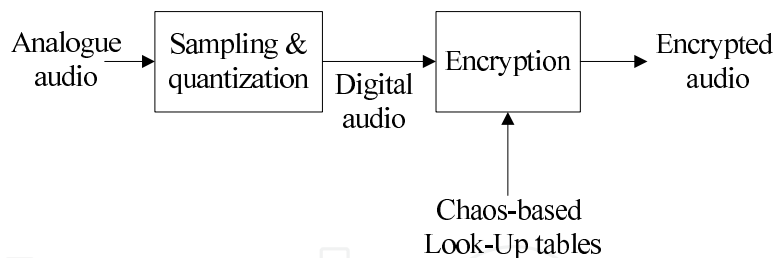 Analogue
audio
Sampling &
quantization
Digital
audio
Encryption
Encrypted
audio
Chaos-based
Look-Up tables